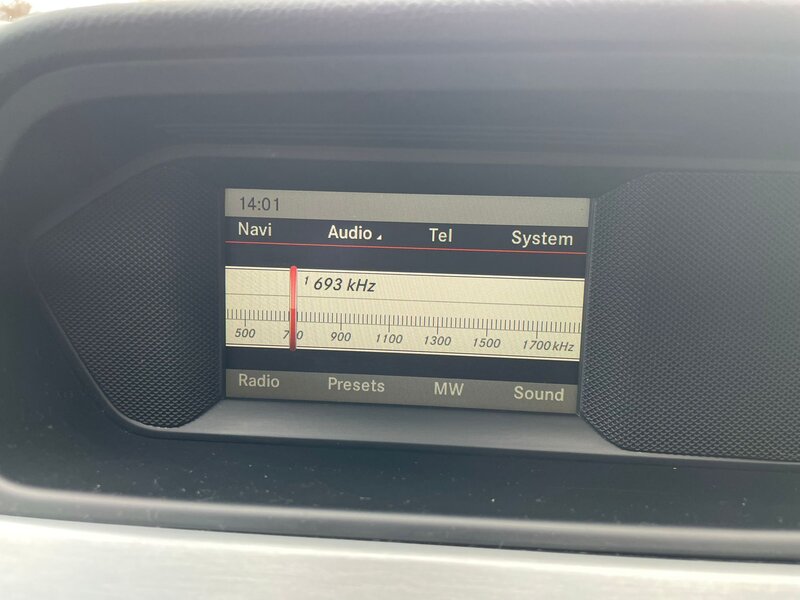 14:01
Navi Audio Tel System
1 693 kHz
500 700 900 1100 1300 1500 1700 kHz
Radio Presets MW Sound